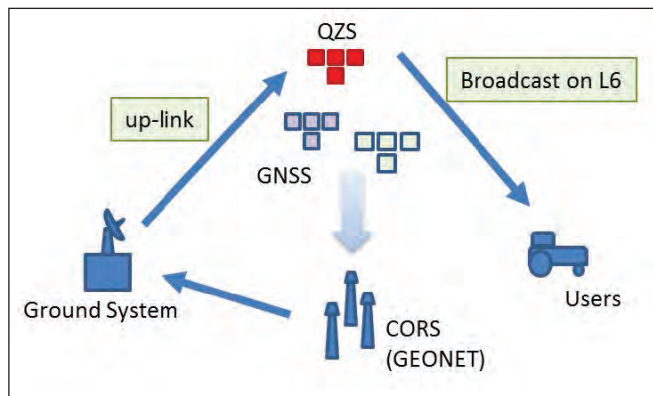 QZS
Broadcast on L6
up-link
GNSS
Ground System
Users
CORS
(GEONET)